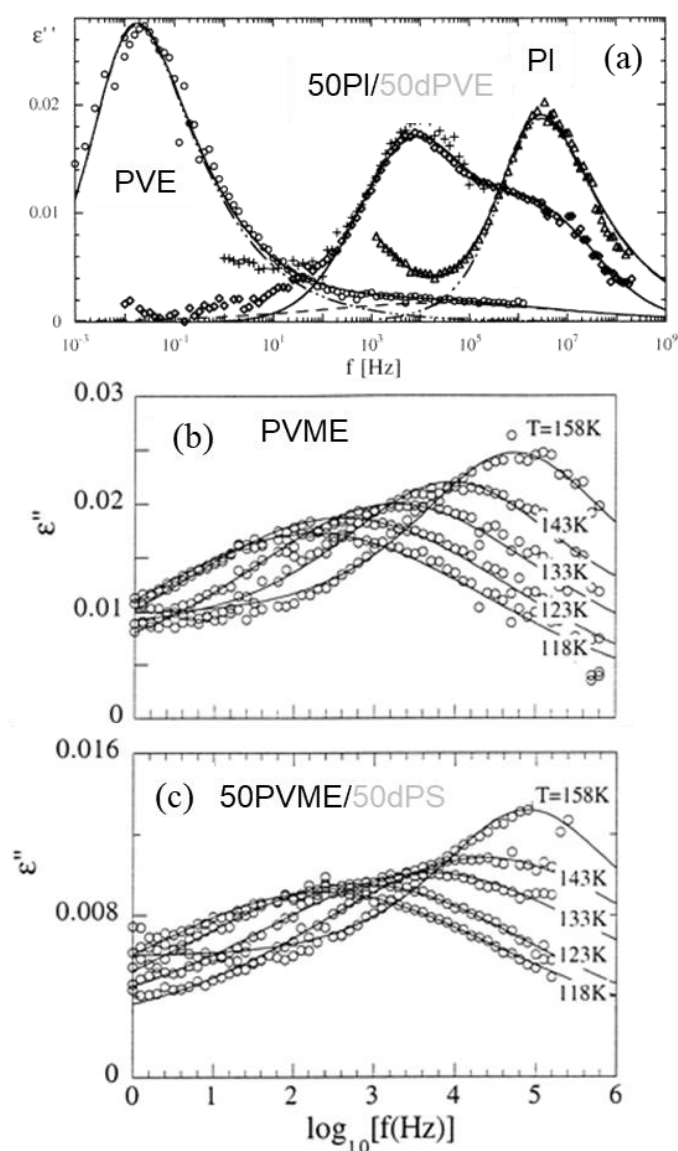 ε''
(a)
PI
50PI/50dPVE
0.02
PVE
0.01
0
10⁻³ 10⁻¹ 10¹ 10³ 10⁵ 10⁷ 10⁹
f [Hz]
0.03
(b) PVME
T=158K
0.02
ε"
143K
133K
0.01
123K
118K
0
0.016
(c) 50PVME/50dPS
T=158K
ε"
143K
0.008
133K
123K
118K
0
0 1 2 3 4 5 6
log₁₀[f(Hz)]